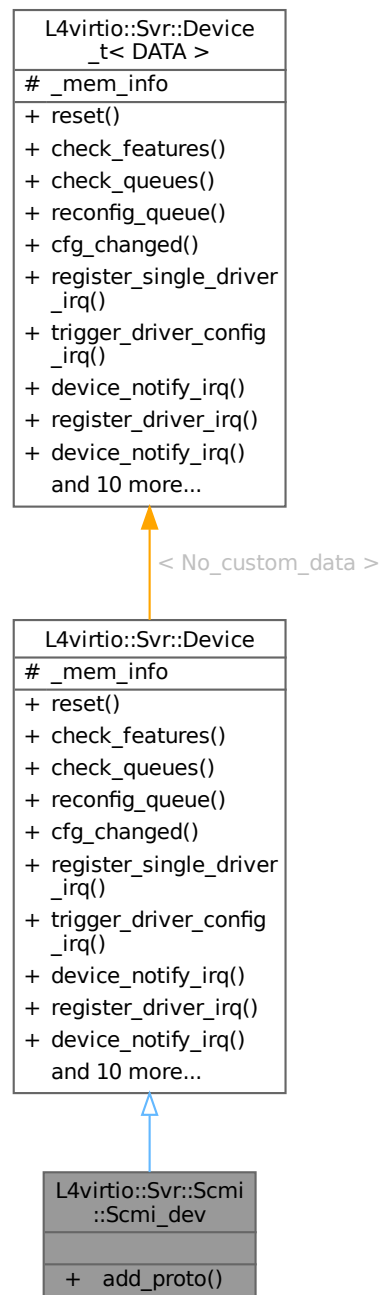 L4virtio::Svr::Device
_t< DATA >
# _mem_info
+ reset()
+ check_features()
+ check_queues()
+ reconfig_queue()
+ cfg_changed()
+ register_single_driver
_irq()
+ trigger_driver_config
_irq()
+ device_notify_irq()
+ register_driver_irq()
+ device_notify_irq()
and 10 more...
< No_custom_data >
L4virtio::Svr::Device
# _mem_info
+ reset()
+ check_features()
+ check_queues()
+ reconfig_queue()
+ cfg_changed()
+ register_single_driver
_irq()
+ trigger_driver_config
_irq()
+ device_notify_irq()
+ register_driver_irq()
+ device_notify_irq()
and 10 more...
L4virtio::Svr::Scmi
::Scmi_dev
+ add_proto()